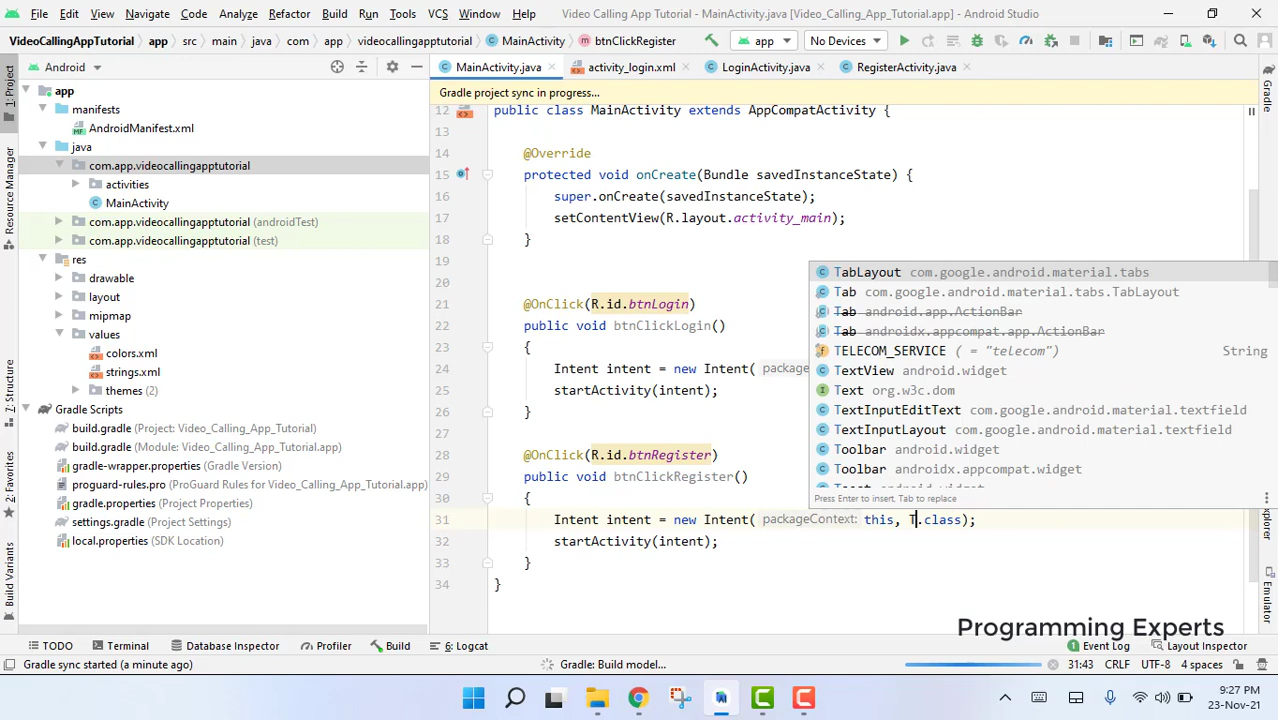 File Edit View Navigate Code Analyze Refactor Build Run Tools VCS Window Help Video Calling App Tutorial - MainActivity.java [Video_Calling_App_Tutorial.app] - Android Studio
VideoCallingAppTutorial app src main java com app videocallingapptutorial MainActivity btnClickRegister app No Devices
Android
MainActivity.java activity_login.xml LoginActivity.java RegisterActivity.java
Gradle project sync in progress...
1: Project
Resource Manager
7: Structure
2: Favorites
Build Variants
app
manifests
AndroidManifest.xml
java
com.app.videocallingapptutorial
activities
MainActivity
com.app.videocallingapptutorial (androidTest)
com.app.videocallingapptutorial (test)
res
drawable
layout
mipmap
values
colors.xml
strings.xml
themes (2)
Gradle Scripts
build.gradle (Project: Video_Calling_App_Tutorial)
build.gradle (Module: Video_Calling_App_Tutorial.app)
gradle-wrapper.properties (Gradle Version)
proguard-rules.pro (ProGuard Rules for Video_Calling_App_Tutorial.app)
gradle.properties (Project Properties)
settings.gradle (Project Settings)
local.properties (SDK Location)
12 public class MainActivity extends AppCompatActivity {
13
14 @Override
15 protected void onCreate(Bundle savedInstanceState) {
16 super.onCreate(savedInstanceState);
17 setContentView(R.layout.activity_main);
18 }
19
20
21 @OnClick(R.id.btnLogin)
22 public void btnClickLogin()
23 {
24 Intent intent = new Intent( package
25 startActivity(intent);
26 }
27
28 @OnClick(R.id.btnRegister)
29 public void btnClickRegister()
30 {
31 Intent intent = new Intent( packageContext: this, T.class);
32 startActivity(intent);
33 }
34 }
TabLayout com.google.android.material.tabs
Tab com.google.android.material.tabs.TabLayout
Tab android.app.ActionBar
Tab androidx.appcompat.app.ActionBar
TELECOM_SERVICE ( = "telecom") String
TextView android.widget
Text org.w3c.dom
TextInputEditText com.google.android.material.textfield
TextInputLayout com.google.android.material.textfield
Toolbar android.widget
Toolbar androidx.appcompat.widget
Press Enter to insert, Tab to replace
Gradle
Emulator
Programming Experts
TODO Terminal Database Inspector Profiler Build 6: Logcat 1 Event Log Layout Inspector
Gradle sync started (a minute ago) Gradle: Build model... 31:43 CRLF UTF-8 4 spaces
9:27 PM
23-Nov-21